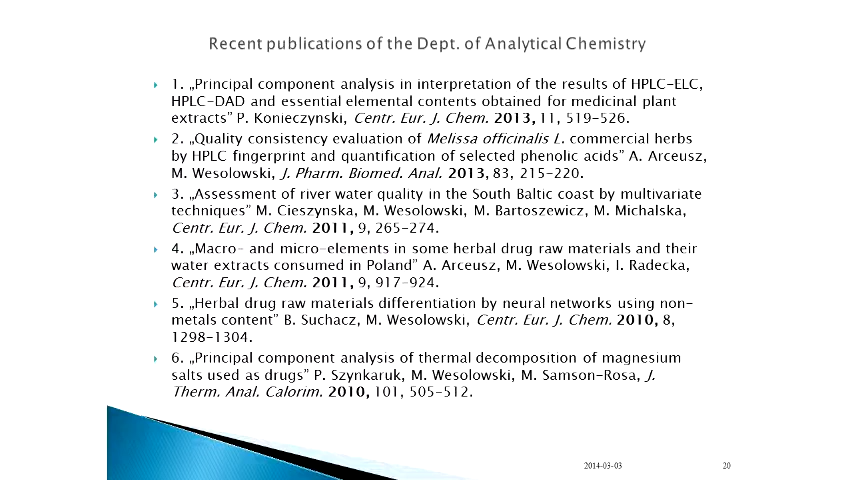 Recent publications of the Dept. of Analytical Chemistry
1. „Principal component analysis in interpretation of the results of HPLC-ELC,
HPLC-DAD and essential elemental contents obtained for medicinal plant
extracts” P. Konieczynski, Centr. Eur. J. Chem. 2013, 11, 519-526.
2. „Quality consistency evaluation of Melissa officinalis L. commercial herbs
by HPLC fingerprint and quantification of selected phenolic acids” A. Arceusz,
M. Wesolowski, J. Pharm. Biomed. Anal. 2013, 83, 215-220.
3. „Assessment of river water quality in the South Baltic coast by multivariate
techniques” M. Cieszynska, M. Wesolowski, M. Bartoszewicz, M. Michalska,
Centr. Eur. J. Chem. 2011, 9, 265-274.
4. „Macro- and micro-elements in some herbal drug raw materials and their
water extracts consumed in Poland” A. Arceusz, M. Wesolowski, I. Radecka,
Centr. Eur. J. Chem. 2011, 9, 917-924.
5. „Herbal drug raw materials differentiation by neural networks using non-
metals content” B. Suchacz, M. Wesolowski, Centr. Eur. J. Chem. 2010, 8,
1298-1304.
6. „Principal component analysis of thermal decomposition of magnesium
salts used as drugs” P. Szynkaruk, M. Wesolowski, M. Samson-Rosa, J.
Therm. Anal. Calorim. 2010, 101, 505-512.
2014-03-03
20